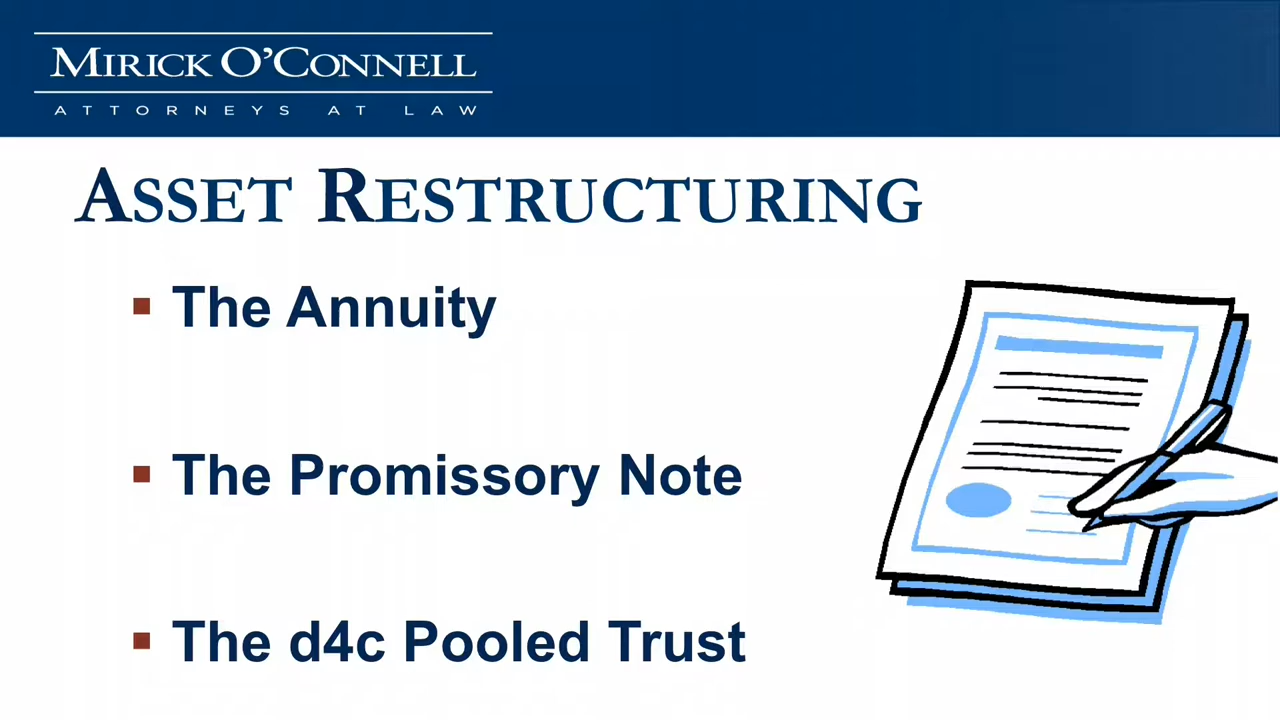 MIRICK O'CONNELL
ATTORNEYS AT LAW
ASSET RESTRUCTURING
▪ The Annuity
▪ The Promissory Note
▪ The d4c Pooled Trust